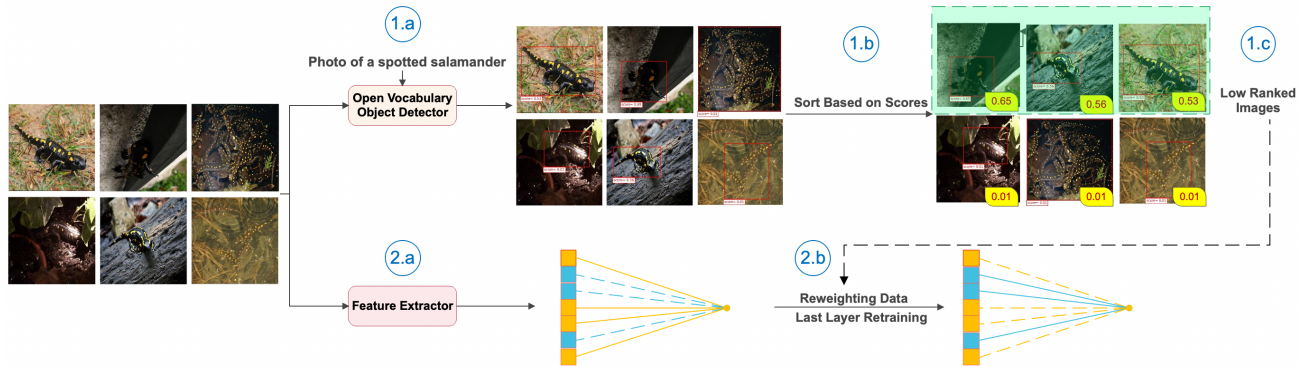 1.a
Photo of a spotted salamander
Open Vocabulary
Object Detector
1.b
Sort Based on Scores
0.65
0.56
0.53
0.01
0.01
0.01
1.c
Low Ranked
Images
2.a
Feature Extractor
2.b
Reweighting Data
Last Layer Retraining